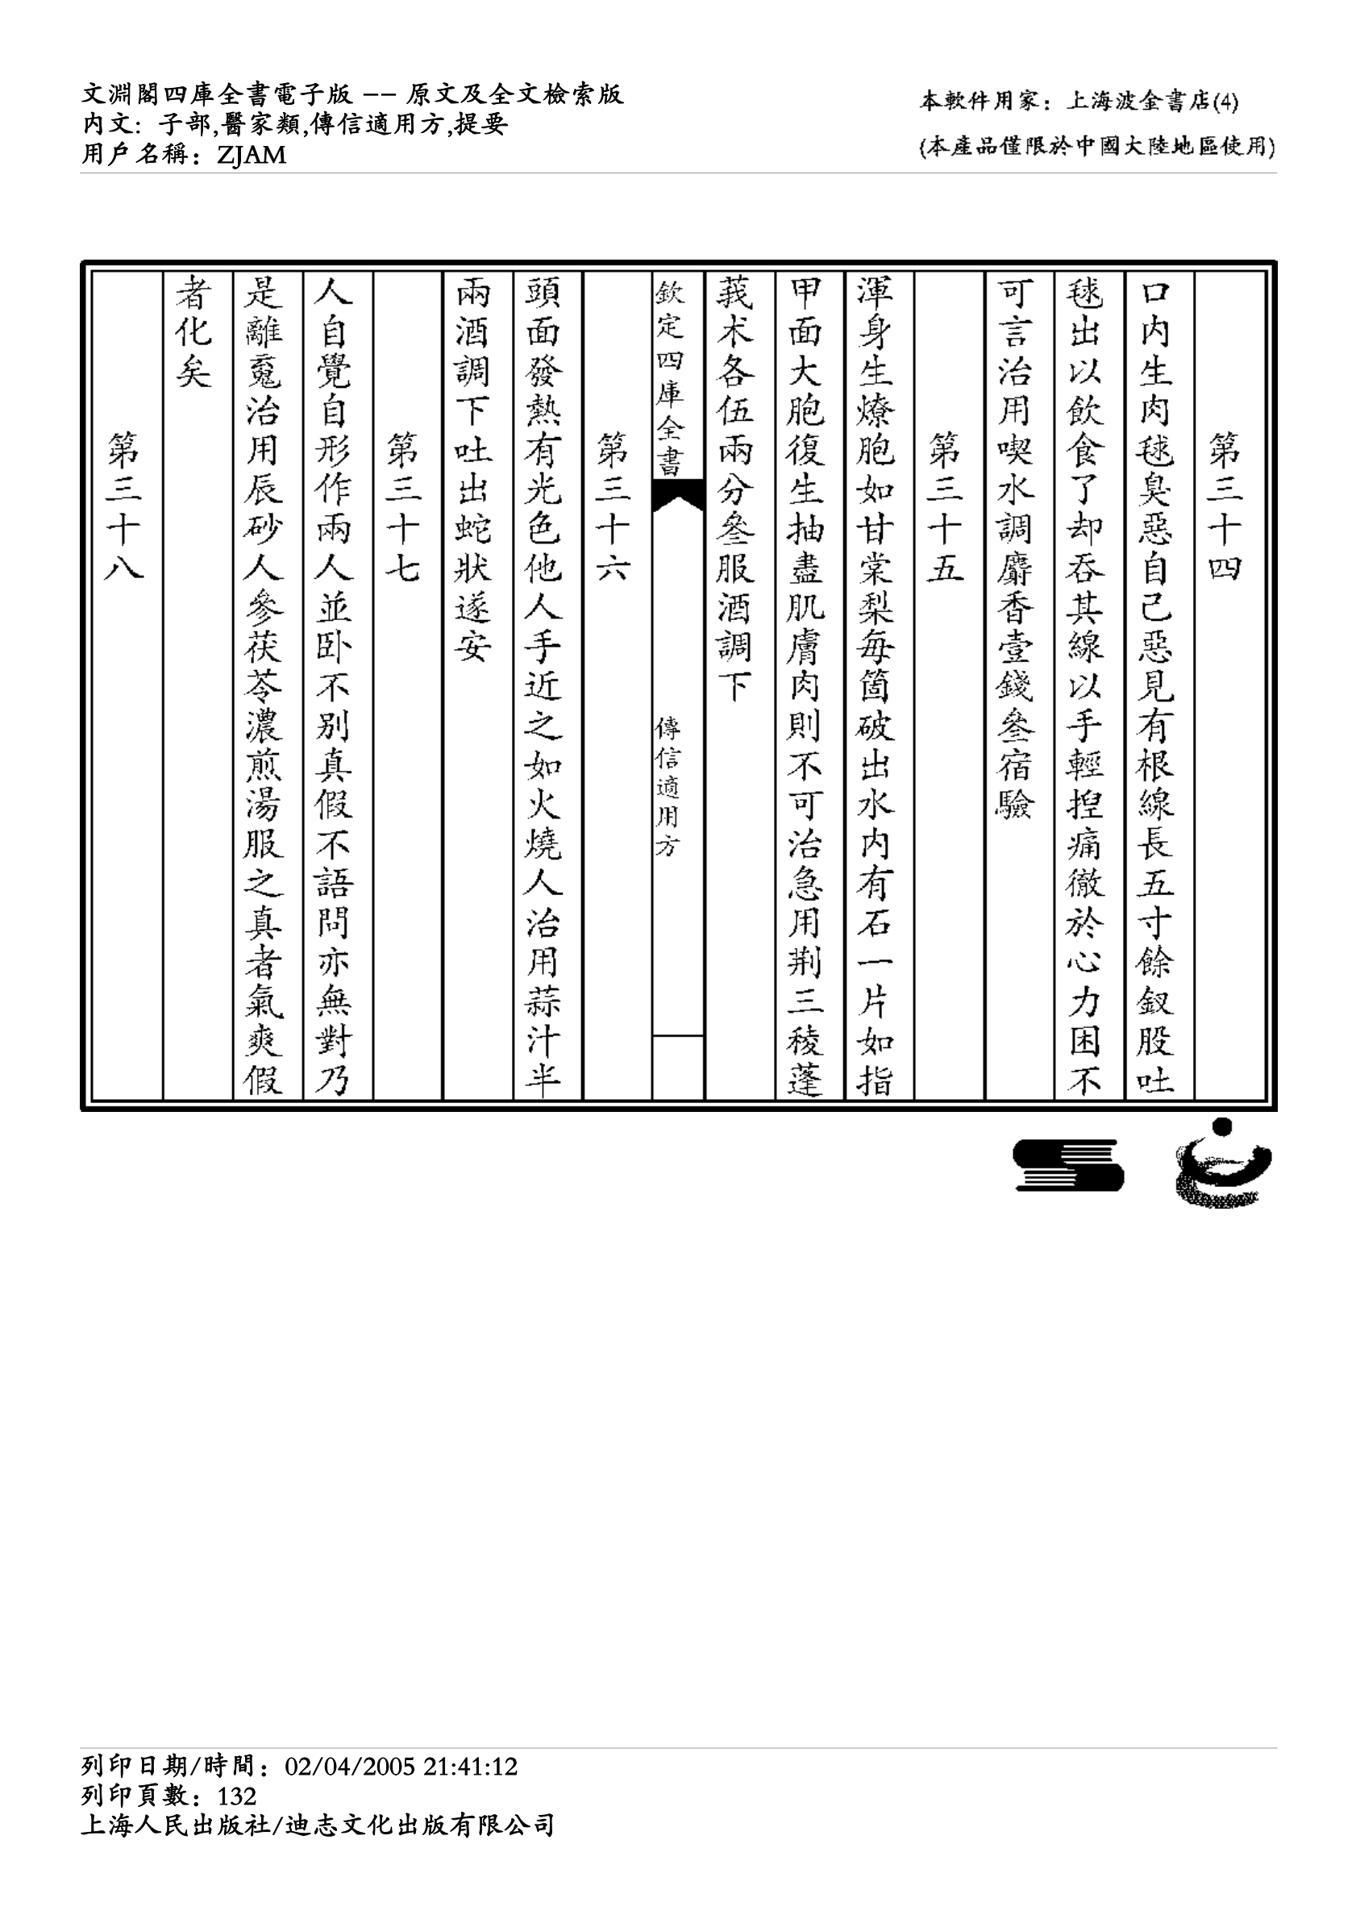 文淵閣四庫全書電子版 -- 原文及全文檢索版
內文: 子部,醫家類,傳信適用方,提要
用戶名稱: ZJAM
本軟件用家: 上海波金書店(4)
(本產品僅限於中國大陸地區使用)
第三十四
口内生肉毬臭惡自己惡見有根線長五寸餘釵股吐
毬出以飲食了却吞其線以手輕揑痛徹於心力困不
可言治用喫水調麝香壹錢叄宿驗
第三十五
渾身生燎胞如甘棠梨每箇破出水内有石一片如指
甲面大胞復生抽盡肌膚肉則不可治急用荆三稜蓬
莪术各伍兩分叄服酒調下
欽定四庫全書
傳信適用方
第三十六
頭面發熱有光色他人手近之如火燒人治用蒜汁半
兩酒調下吐出蛇狀遂安
第三十七
人自覺自形作兩人並卧不别真假不語問亦無對乃
是離䰟治用辰砂人參茯苓濃煎湯服之真者氣爽假
者化矣
第三十八
列印日期/時間: 02/04/2005 21:41:12
列印頁數: 132
上海人民出版社/迪志文化出版有限公司